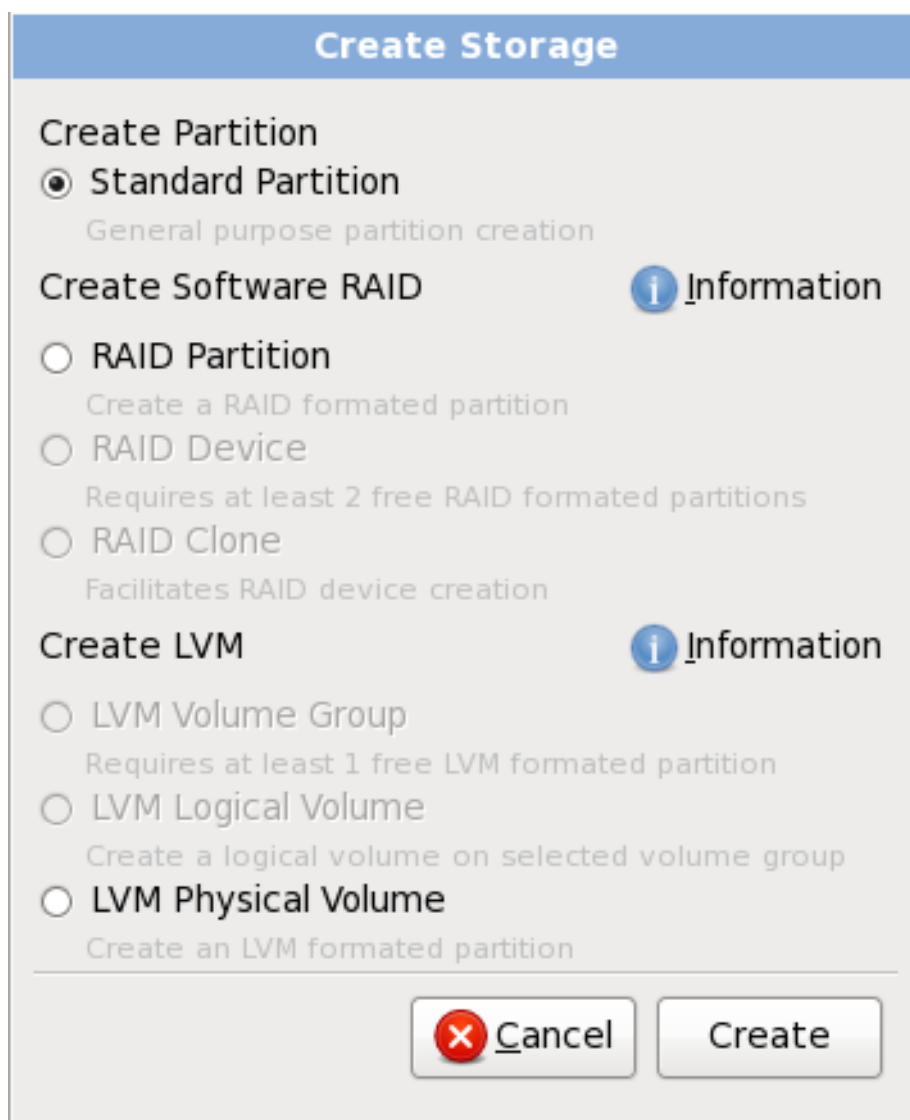 Create Storage
Create Partition
Standard Partition
General purpose partition creation
Create Software RAID Information
RAID Partition
Create a RAID formated partition
RAID Device
Requires at least 2 free RAID formated partitions
RAID Clone
Facilitates RAID device creation
Create LVM Information
LVM Volume Group
Requires at least 1 free LVM formated partition
LVM Logical Volume
Create a logical volume on selected volume group
LVM Physical Volume
Create an LVM formated partition
Cancel Create